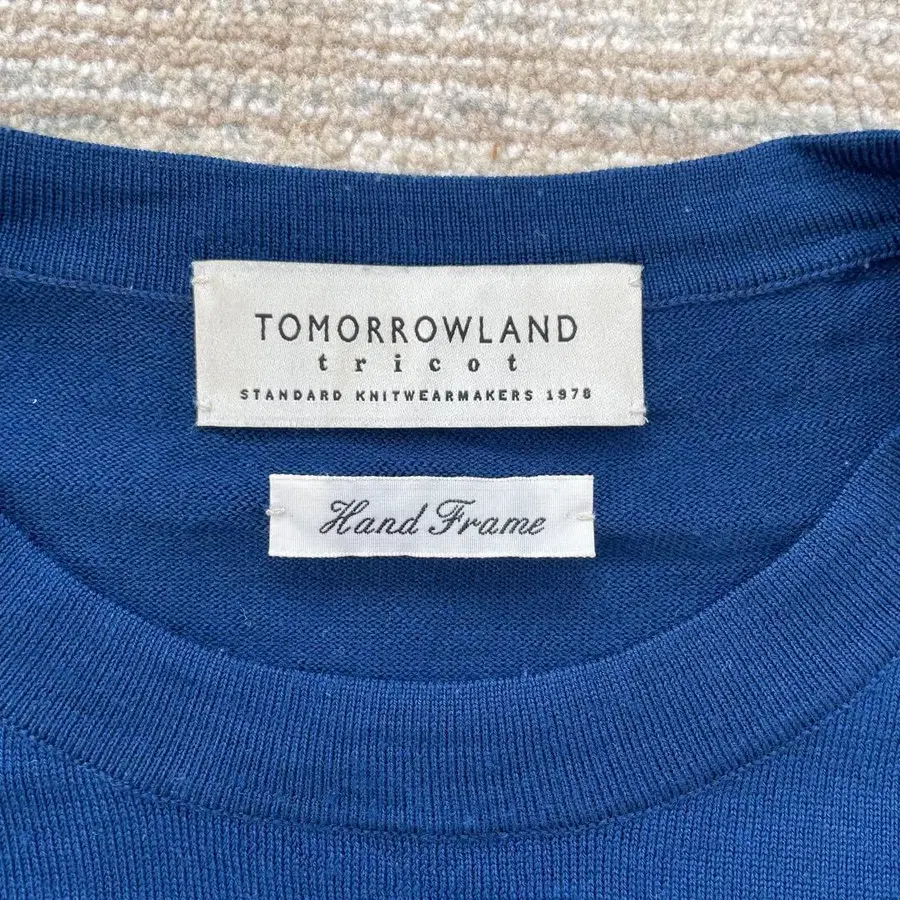 TOMORROWLAND
tricot
STANDARD KNITWEARMAKERS 1978
Hand Frame